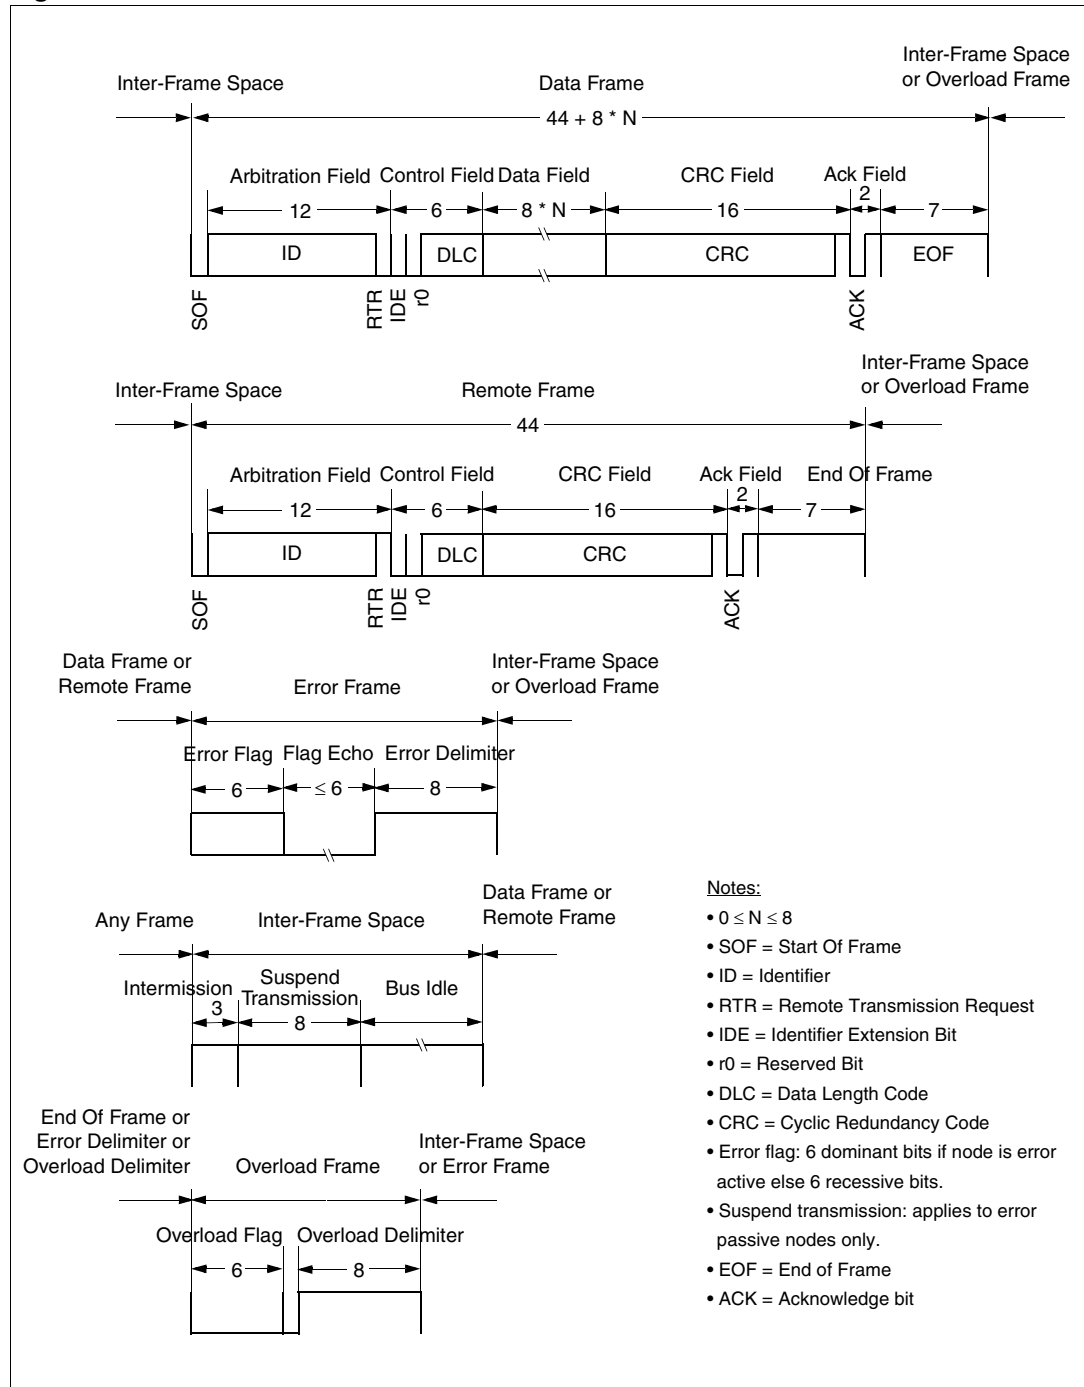 Inter-Frame Space
or Overload Frame
Inter-Frame Space
Data Frame
44 + 8 * N
Arbitration Field Control Field Data Field CRC Field Ack Field
12 6 8 * N 16 2 7
ID DLC CRC EOF
SOF RTR IDE r0 ACK
Inter-Frame Space
or Overload Frame
Inter-Frame Space
Remote Frame
44
Arbitration Field Control Field CRC Field Ack Field End Of Frame
12 6 16 2 7
ID DLC CRC
SOF RTR IDE r0 ACK
Data Frame or
Remote Frame
Error Frame
Inter-Frame Space
or Overload Frame
Error Flag Flag Echo Error Delimiter
6 ≤ 6 8
Any Frame
Inter-Frame Space
Data Frame or
Remote Frame
Intermission
Suspend
Transmission
Bus Idle
3 8
End Of Frame or
Error Delimiter or
Overload Delimiter
Overload Frame
Inter-Frame Space
or Error Frame
Overload Flag Overload Delimiter
6 8
Notes:
• 0 ≤ N ≤ 8
• SOF = Start Of Frame
• ID = Identifier
• RTR = Remote Transmission Request
• IDE = Identifier Extension Bit
• r0 = Reserved Bit
• DLC = Data Length Code
• CRC = Cyclic Redundancy Code
• Error flag: 6 dominant bits if node is error
active else 6 recessive bits.
• Suspend transmission: applies to error
passive nodes only.
• EOF = End of Frame
• ACK = Acknowledge bit